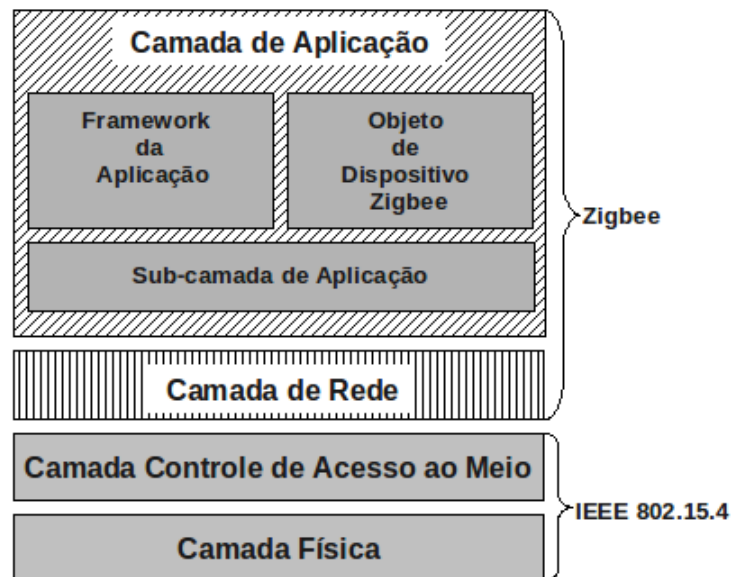 Camada de Aplicação
Framework
da
Aplicação
Objeto
de
Dispositivo
Zigbee
Sub-camada de Aplicação
Zigbee
Camada de Rede
Camada Controle de Acesso ao Meio
IEEE 802.15.4
Camada Física